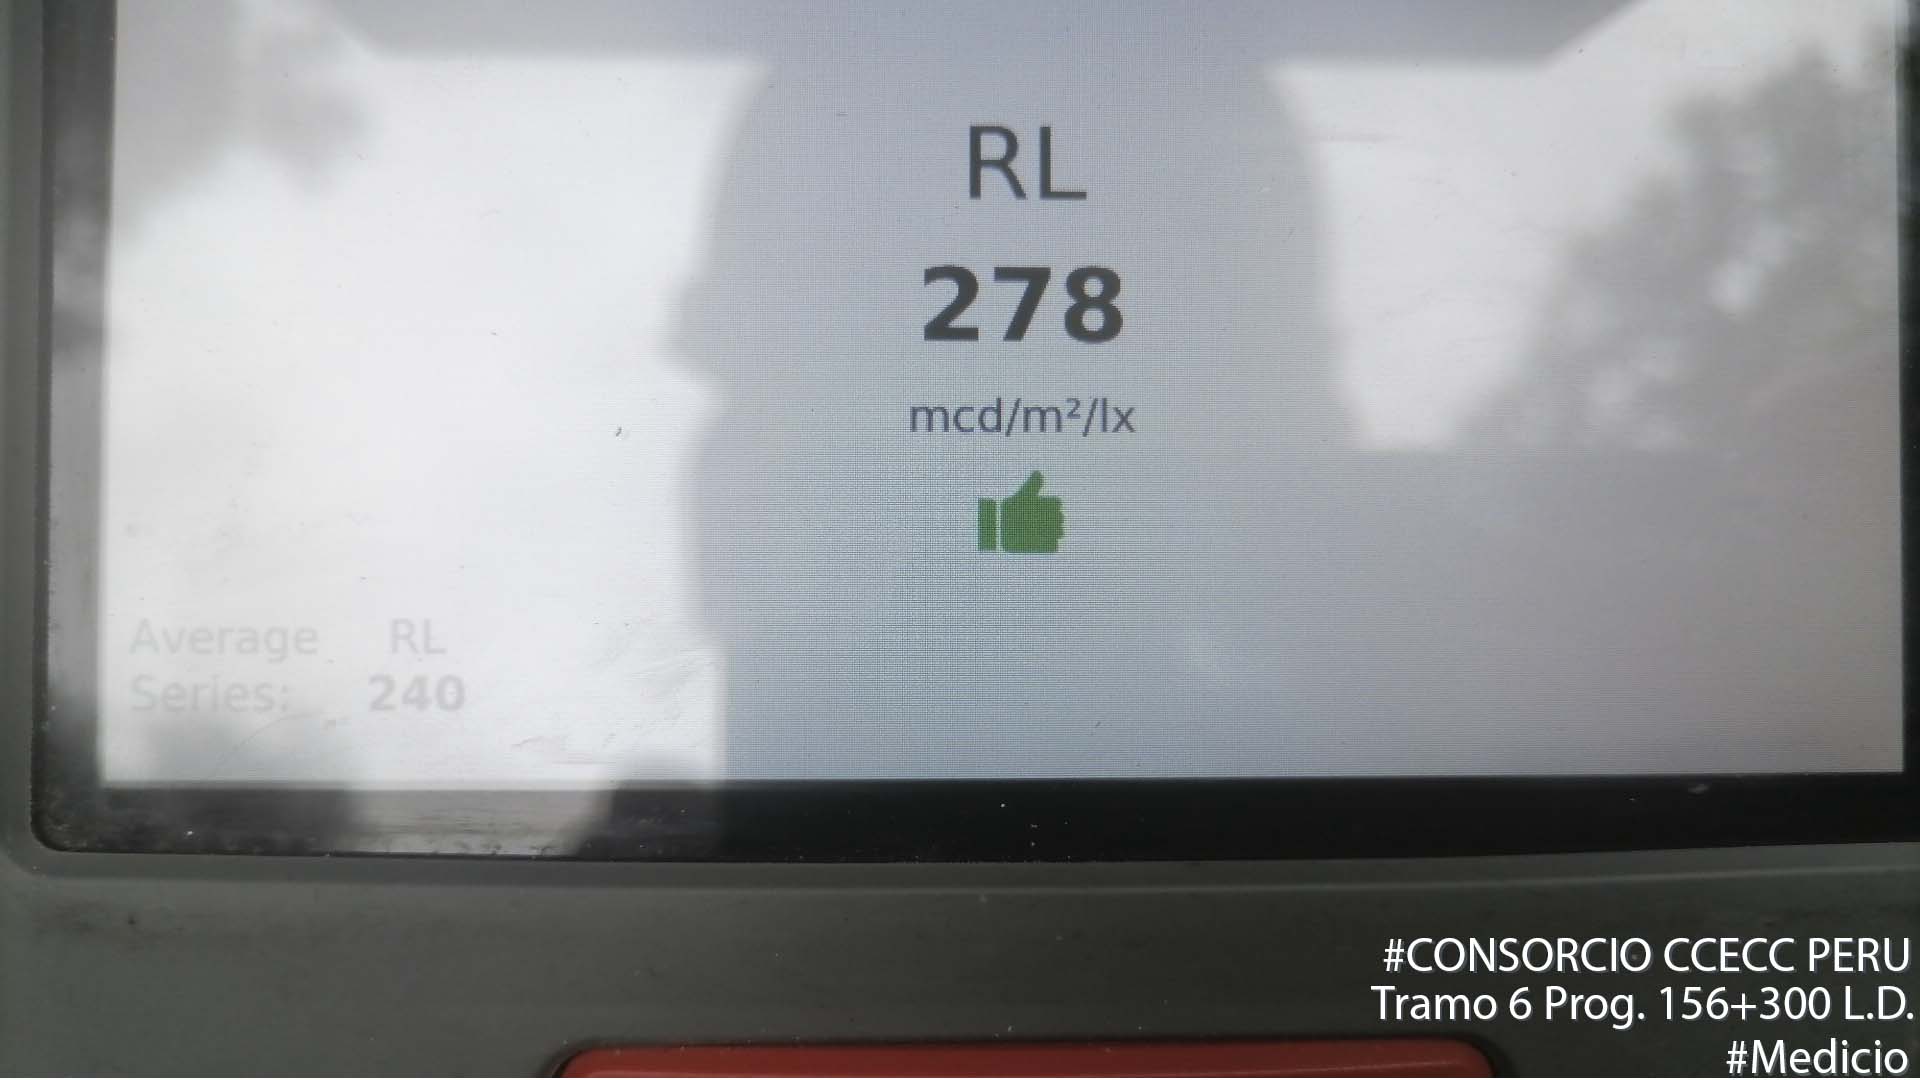 RL
278
mcd/m²/lx
Average RL
Series: 240
#CONSORCIO CCECC PERU
Tramo 6 Prog. 156+300 L.D.
#Medicio